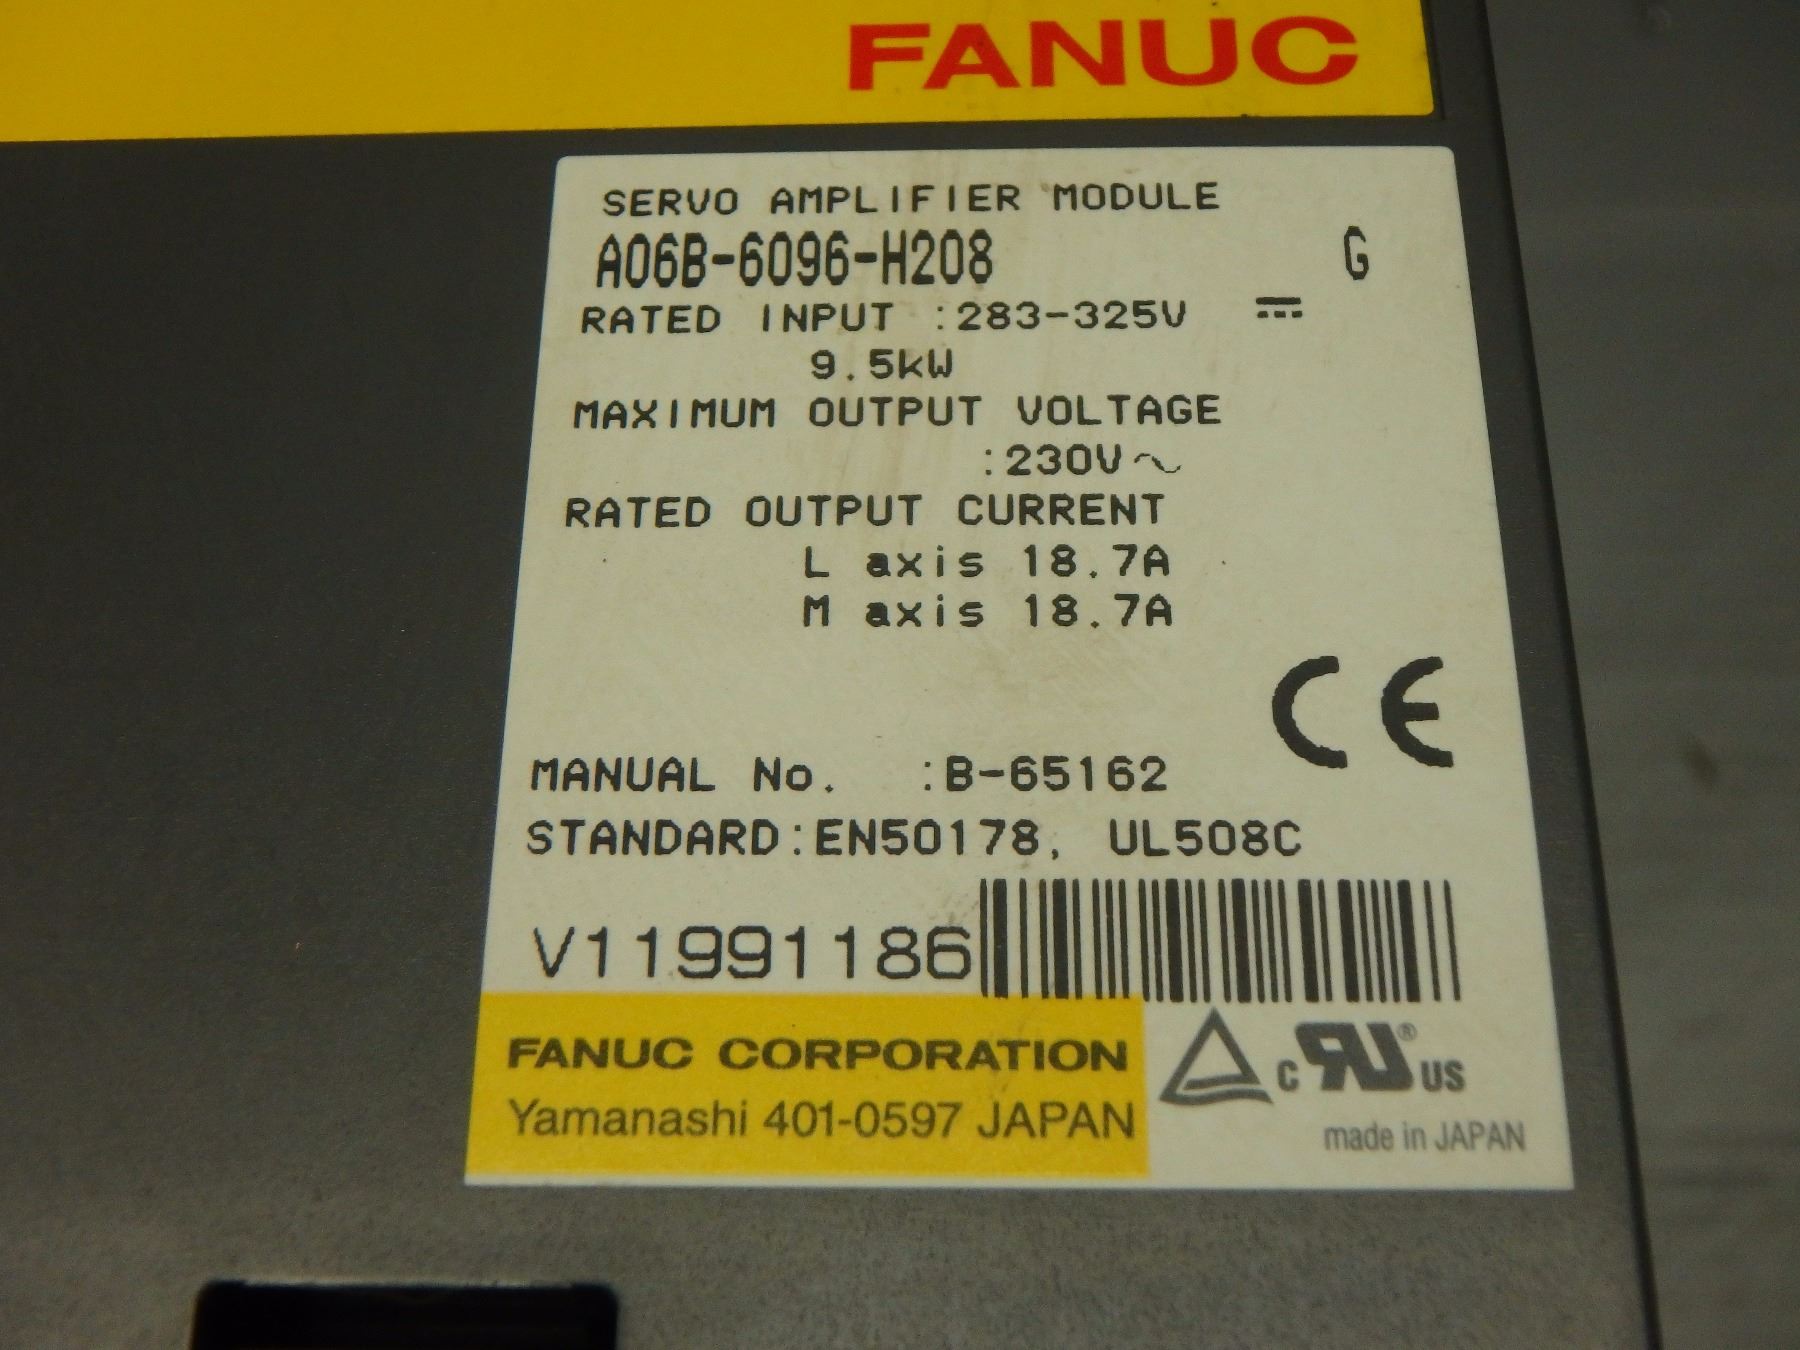 FANUC
SERVO AMPLIFIER MODULE
A06B-6096-H208 G
RATED INPUT :283-325V ⎓
9.5kW
MAXIMUM OUTPUT VOLTAGE
:230V~
RATED OUTPUT CURRENT
L axis 18.7A
M axis 18.7A
CE
MANUAL No. :B-65162
STANDARD:EN50178, UL508C
V11991186
FANUC CORPORATION
Yamanashi 401-0597 JAPAN
c RU ® US
made in JAPAN